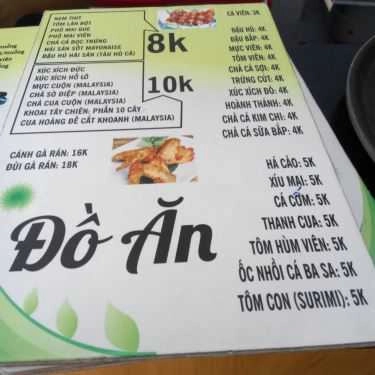 NEM THƯ
TÔM LĂN BỘT
PHÔ MAI QUE
PHÔ MAI VIÊN
CHẢ CÁ BỌC TRỨNG
HẢI SẢN SỐT MAYONAISE
ĐẬU HŨ HẢI SẢN (TÀU HŨ CÁ)
8k
XÚC XÍCH ĐỨC
XÚC XÍCH HỒ LÔ
MỰC CUỘN (MALAYSIA)
CHẢ SÒ ĐIỆP (MALAYSIA)
CHẢ CUA CUỘN (MALAYSIA)
KHOAI TÂY CHIÊN: PHẦN 10 CÂY
CUA HOÀNG ĐẾ CẮT KHOANH (MALAYSIA)
10k
CÁ VIÊN: 3K
ĐẬU HŨ: 4K
ĐẬU BẮP: 4K
MỰC VIÊN: 4K
TÔM VIÊN: 4K
CHẢ CÁ SỢI: 4K
TRỨNG CÚT: 4K
XÚC XÍCH ĐỎ: 4K
HOÀNH THÁNH: 4K
CHẢ CÁ KIM CHI: 4K
CHẢ CÁ SỮA BẮP: 4K
CÁNH GÀ RÁN: 16K
ĐÙI GÀ RÁN: 18K
Đồ Ăn
HÁ CẢO: 5K
XÍU MẠI: 5K
CÁ CỐM: 5K
THANH CUA: 5K
TÔM HÙM VIÊN: 5K
ỐC NHỒI CÁ BA SA: 5K
TÔM CON (SURIMI): 5K